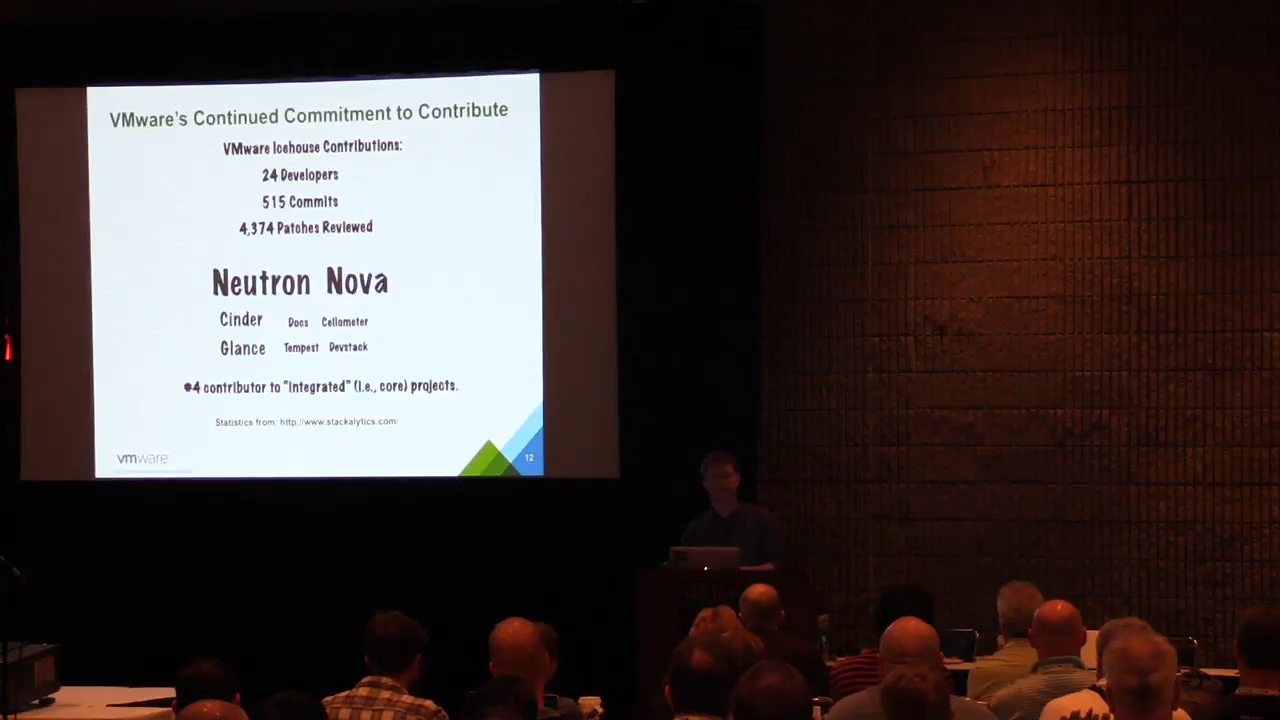 VMware's Continued Commitment to Contribute
VMware Icehouse Contributions:
24 Developers
515 Commits
4,374 Patches Reviewed
Neutron Nova
Cinder Docs Cellometer
Glance Tempest Devstack
#4 contributor to "integrated" (i.e., core) projects.
Statistics from: http://www.stackalytics.com/
vmware
12